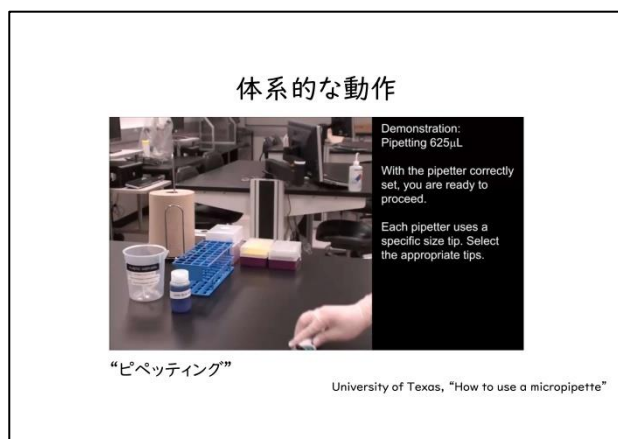 体系的な動作
Demonstration:
Pipetting 625µL
With the pipetter correctly
set, you are ready to
proceed.
Each pipetter uses a
specific size tip. Select
the appropriate tips.
“ピペッティング”
University of Texas, “How to use a micropipette”